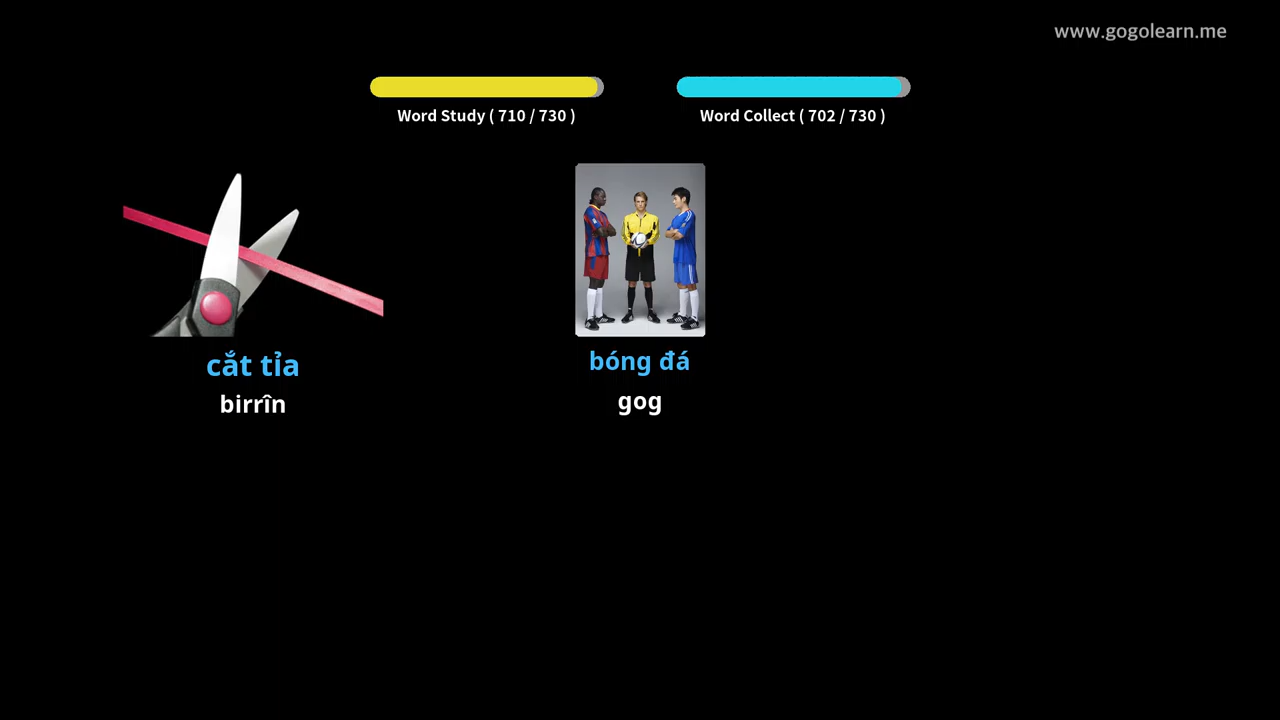 www.gogolearn.me
Word Study ( 710 / 730 )
Word Collect ( 702 / 730 )
cắt tỉa
birrîn
bóng đá
gog